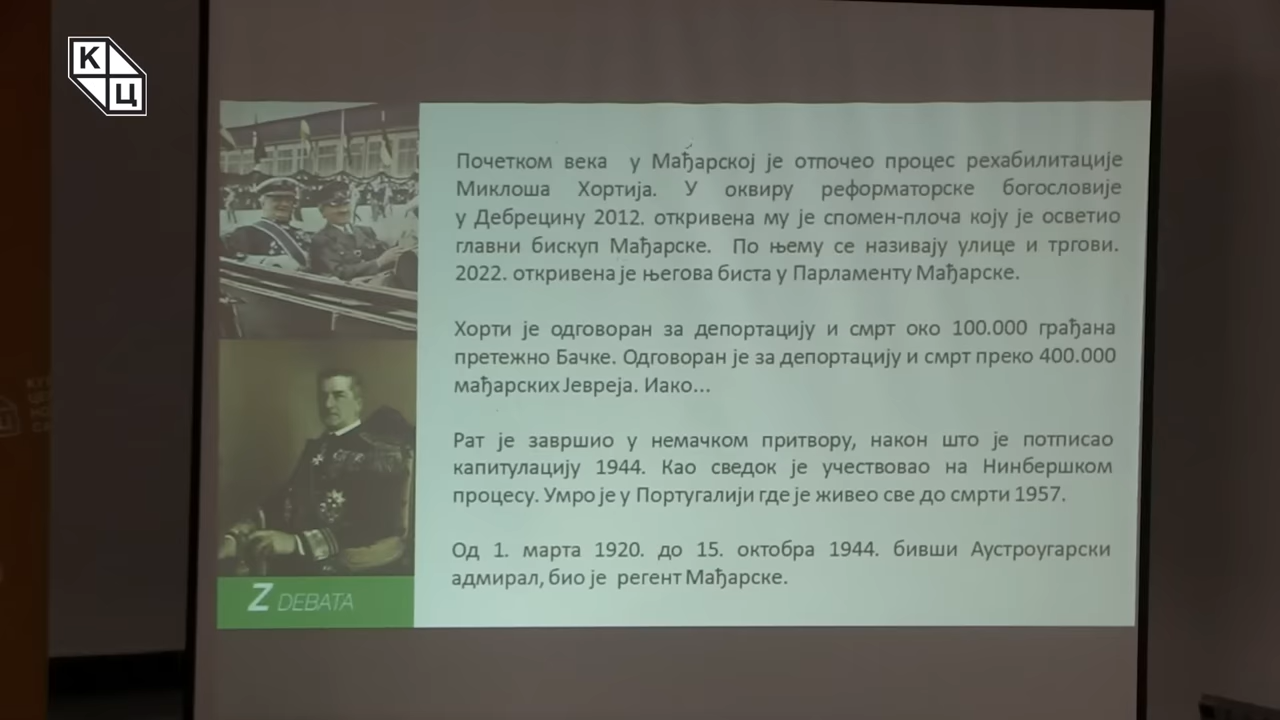 К
Ц
Почетком века у Мађарској је отпочео процес рехабилитације
Миклоша Хортија. У оквиру реформаторске богословије
у Дебрецину 2012. откривена му је спомен-плоча коју је осветио
главни бискуп Мађарске. По њему се називају улице и тргови.
2022. откривена је његова биста у Парламенту Мађарске.
Хорти је одговоран за депортацију и смрт око 100.000 грађана
претежно Бачке. Одговоран је за депортацију и смрт преко 400.000
мађарских Јевреја. Иако...
Рат је завршио у немачком притвору, након што је потписао
капитулацију 1944. Као сведок је учествовао на Нинбершком
процесу. Умро је у Португалији где је живео све до смрти 1957.
Од 1. марта 1920. до 15. октобра 1944. бивши Аустроугарски
адмирал, био је регент Мађарске.
Z DEBATA